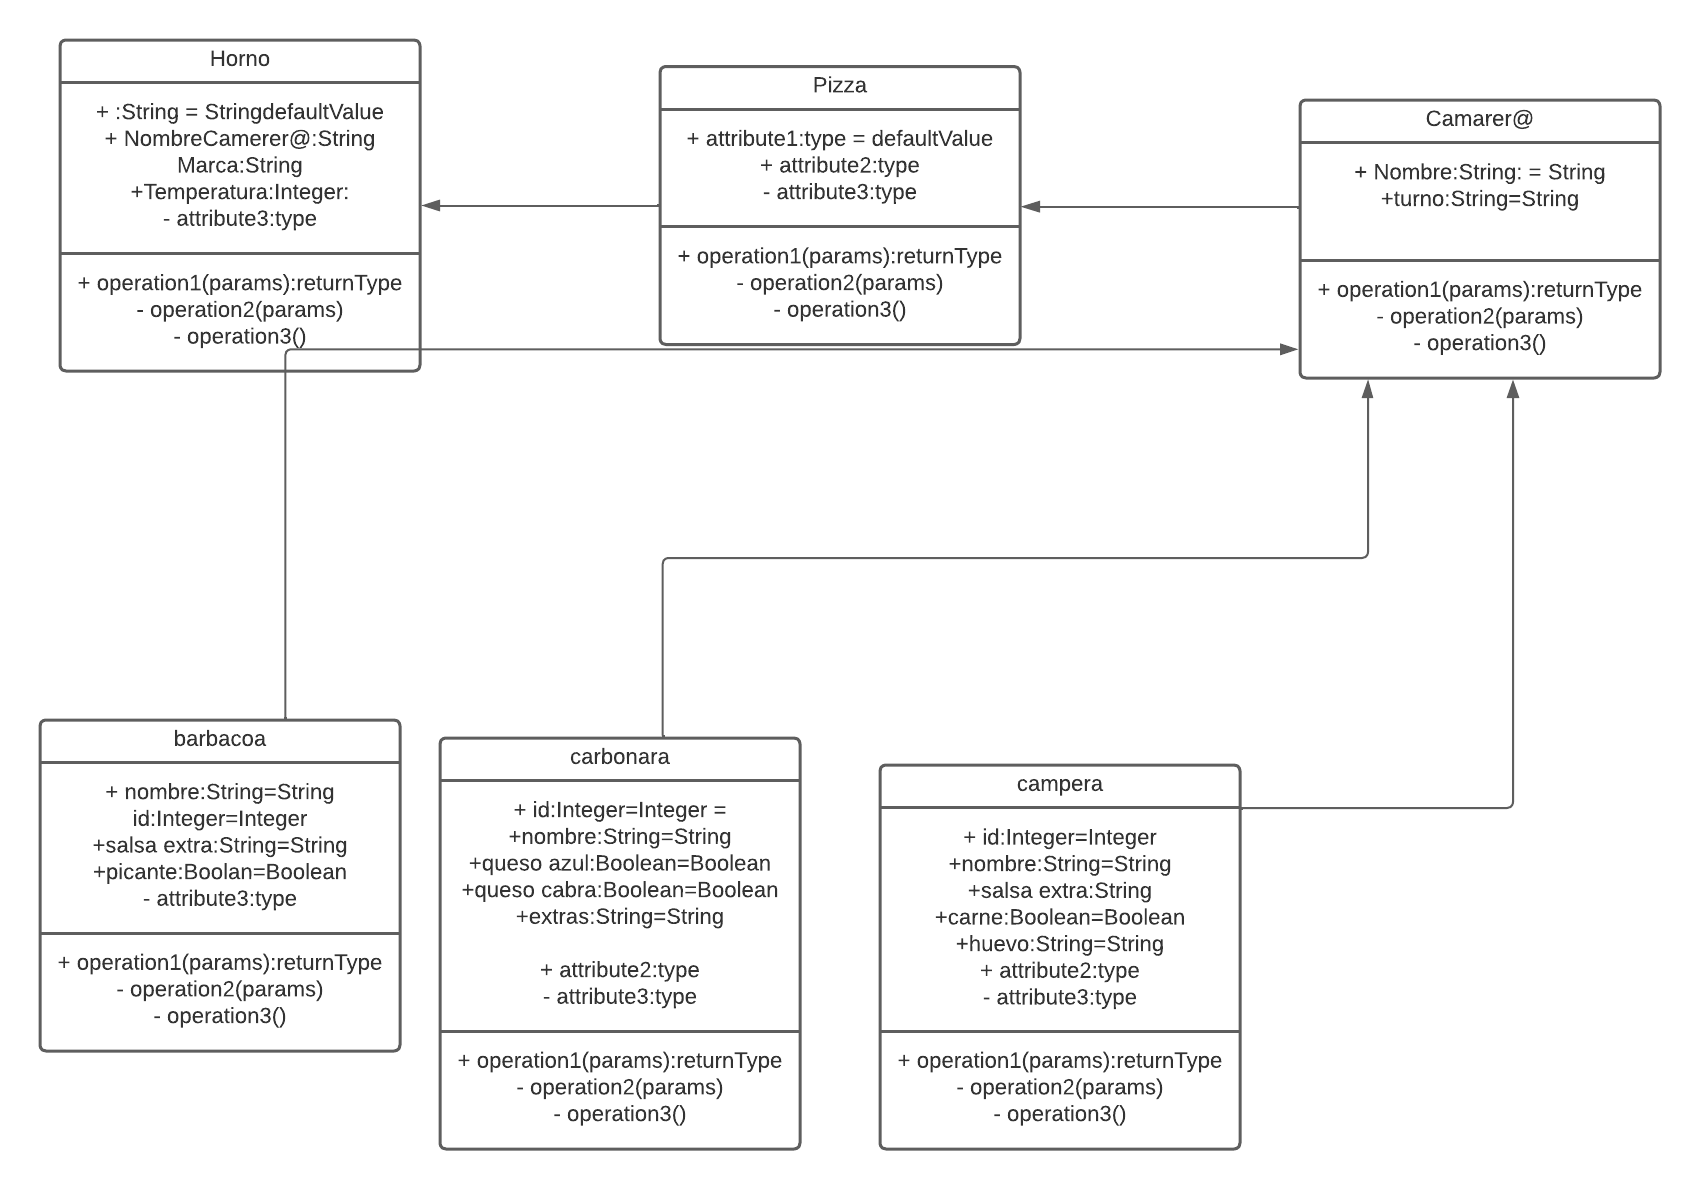 Horno
+ :String = StringdefaultValue
+ NombreCamerer@:String
Marca:String
+Temperatura:Integer:
- attribute3:type
+ operation1(params):returnType
- operation2(params)
- operation3()
Pizza
+ attribute1:type = defaultValue
+ attribute2:type
- attribute3:type
+ operation1(params):returnType
- operation2(params)
- operation3()
Camarer@
+ Nombre:String: = String
+turno:String=String
+ operation1(params):returnType
- operation2(params)
- operation3()
barbacoa
+ nombre:String=String
id:Integer=Integer
+salsa extra:String=String
+picante:Boolan=Boolean
- attribute3:type
+ operation1(params):returnType
- operation2(params)
- operation3()
carbonara
+ id:Integer=Integer =
+nombre:String=String
+queso azul:Boolean=Boolean
+queso cabra:Boolean=Boolean
+extras:String=String
+ attribute2:type
- attribute3:type
+ operation1(params):returnType
- operation2(params)
- operation3()
campera
+ id:Integer=Integer
+nombre:String=String
+salsa extra:String
+carne:Boolean=Boolean
+huevo:String=String
+ attribute2:type
- attribute3:type
+ operation1(params):returnType
- operation2(params)
- operation3()